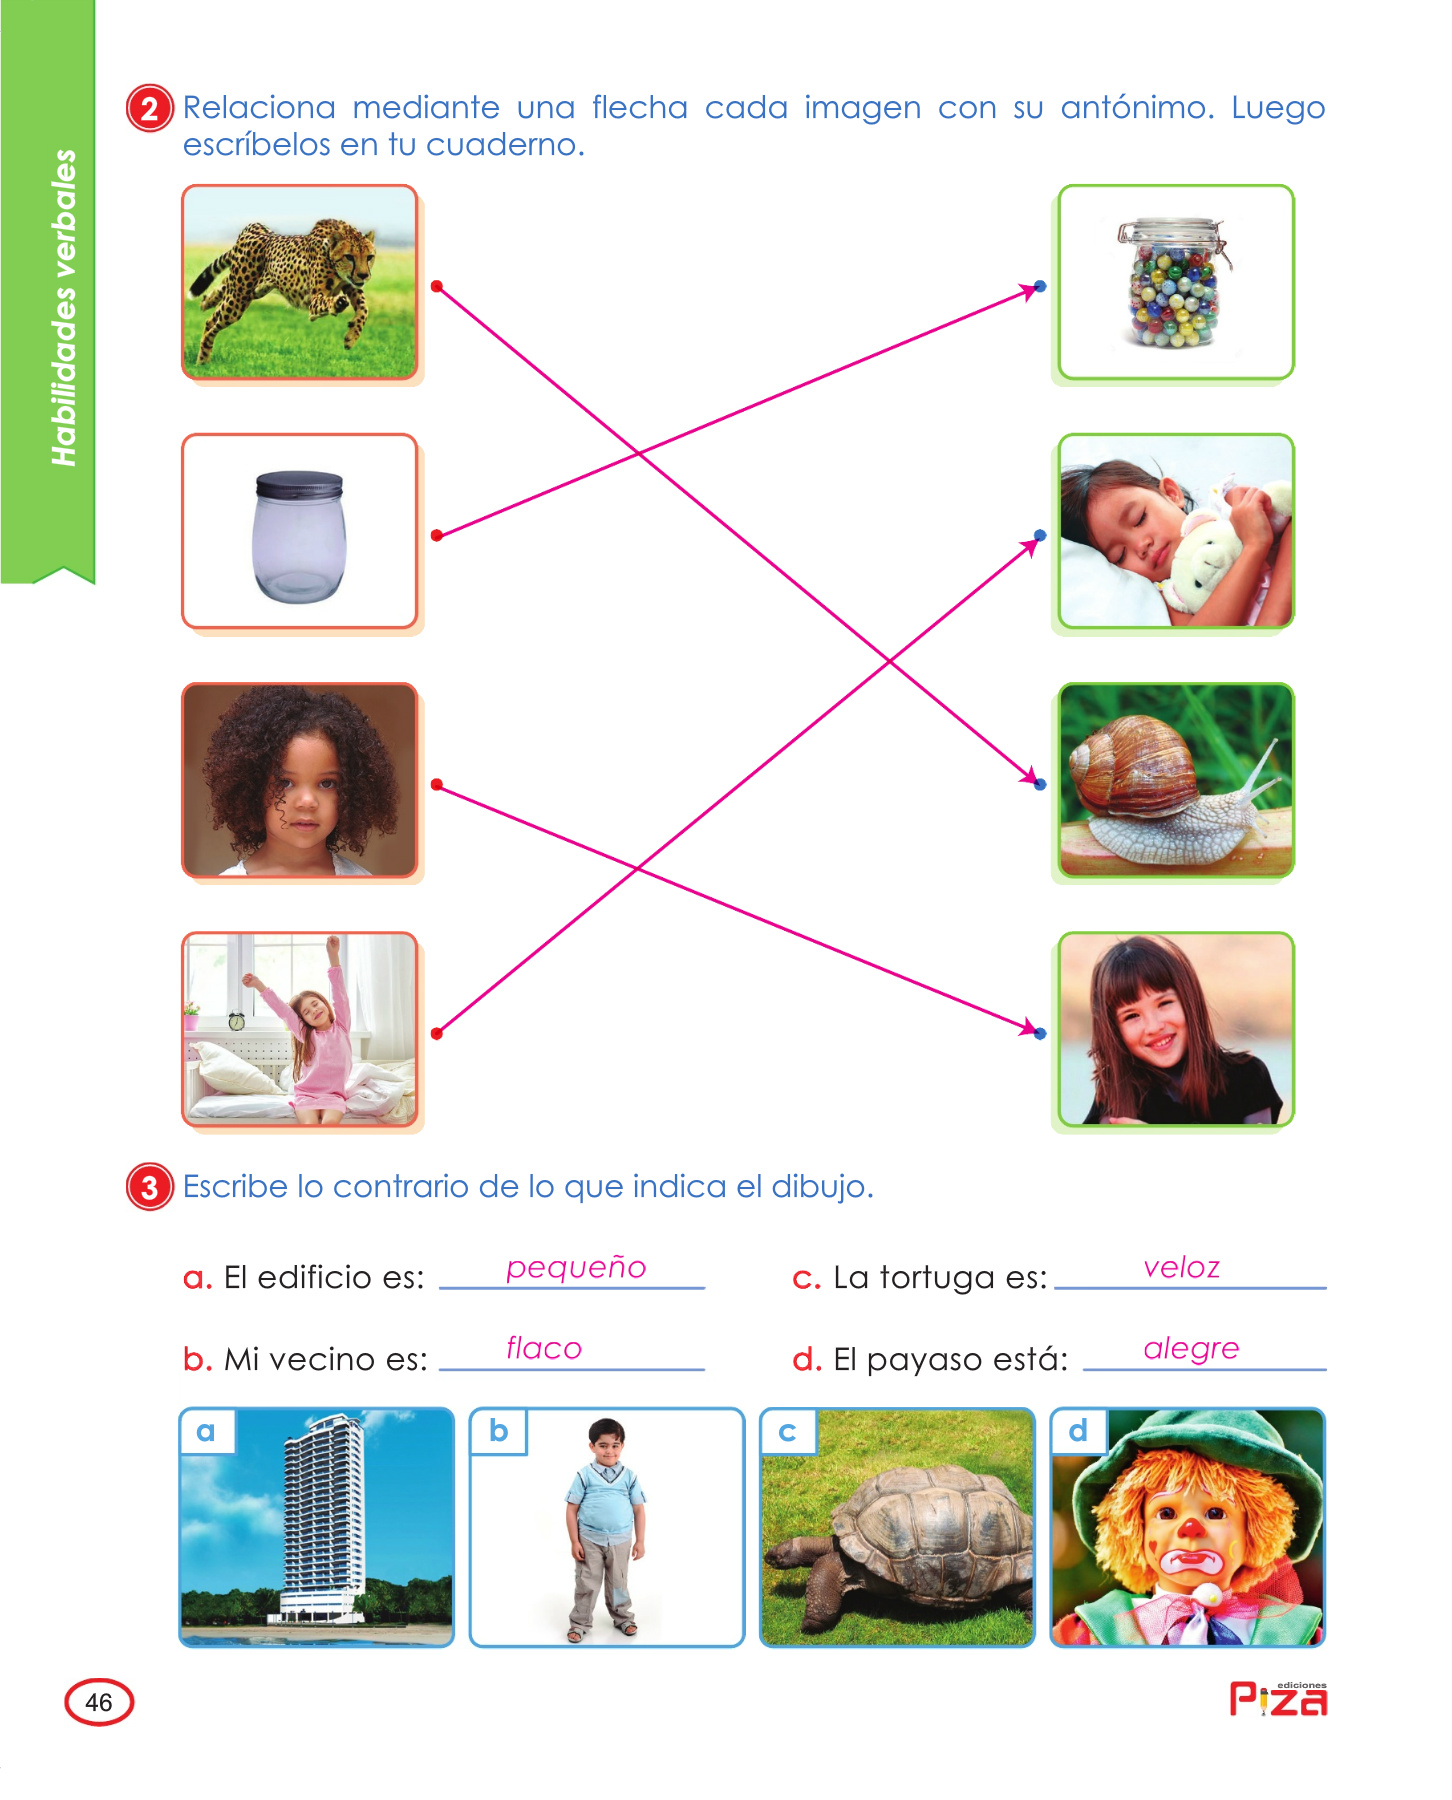 Habilidades verbales
2 Relaciona mediante una flecha cada imagen con su antónimo. Luego
escríbelos en tu cuaderno.
3 Escribe lo contrario de lo que indica el dibujo.
a. El edificio es: pequeño
c. La tortuga es: veloz
b. Mi vecino es: flaco
d. El payaso está: alegre
a
b
c
d
46
ediciones
Piza